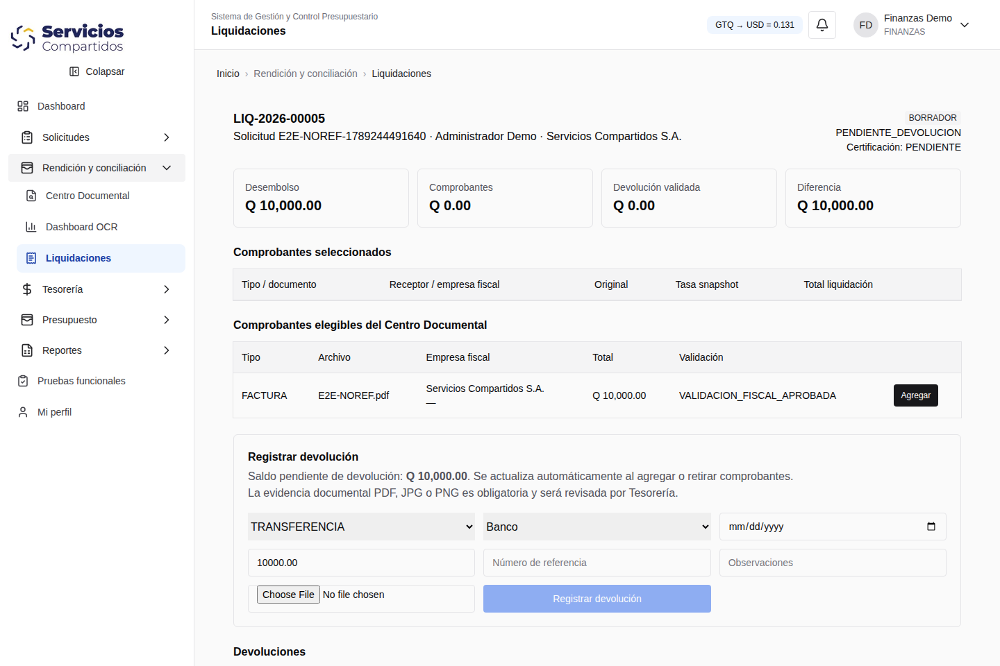 Servicios
Compartidos
Colapsar
Dashboard
Solicitudes
Rendición y conciliación
Centro Documental
Dashboard OCR
Liquidaciones
Tesorería
Presupuesto
Reportes
Pruebas funcionales
Mi perfil
Sistema de Gestión y Control Presupuestario
Liquidaciones
GTQ → USD = 0.131
FD
Finanzas Demo
FINANZAS
Inicio › Rendición y conciliación › Liquidaciones
LIQ-2026-00005
Solicitud E2E-NOREF-1789244491640 · Administrador Demo · Servicios Compartidos S.A.
BORRADOR
PENDIENTE_DEVOLUCION
Certificación: PENDIENTE
Desembolso
Q 10,000.00
Comprobantes
Q 0.00
Devolución validada
Q 0.00
Diferencia
Q 10,000.00
Comprobantes seleccionados
Tipo / documento Receptor / empresa fiscal Original Tasa snapshot Total liquidación
Comprobantes elegibles del Centro Documental
Tipo Archivo Empresa fiscal Total Validación
FACTURA E2E-NOREF.pdf Servicios Compartidos S.A. — Q 10,000.00 VALIDACION_FISCAL_APROBADA Agregar
Registrar devolución
Saldo pendiente de devolución: Q 10,000.00. Se actualiza automáticamente al agregar o retirar comprobantes.
La evidencia documental PDF, JPG o PNG es obligatoria y será revisada por Tesorería.
TRANSFERENCIA Banco mm/dd/yyyy
10000.00 Número de referencia Observaciones
Choose File No file chosen Registrar devolución
Devoluciones